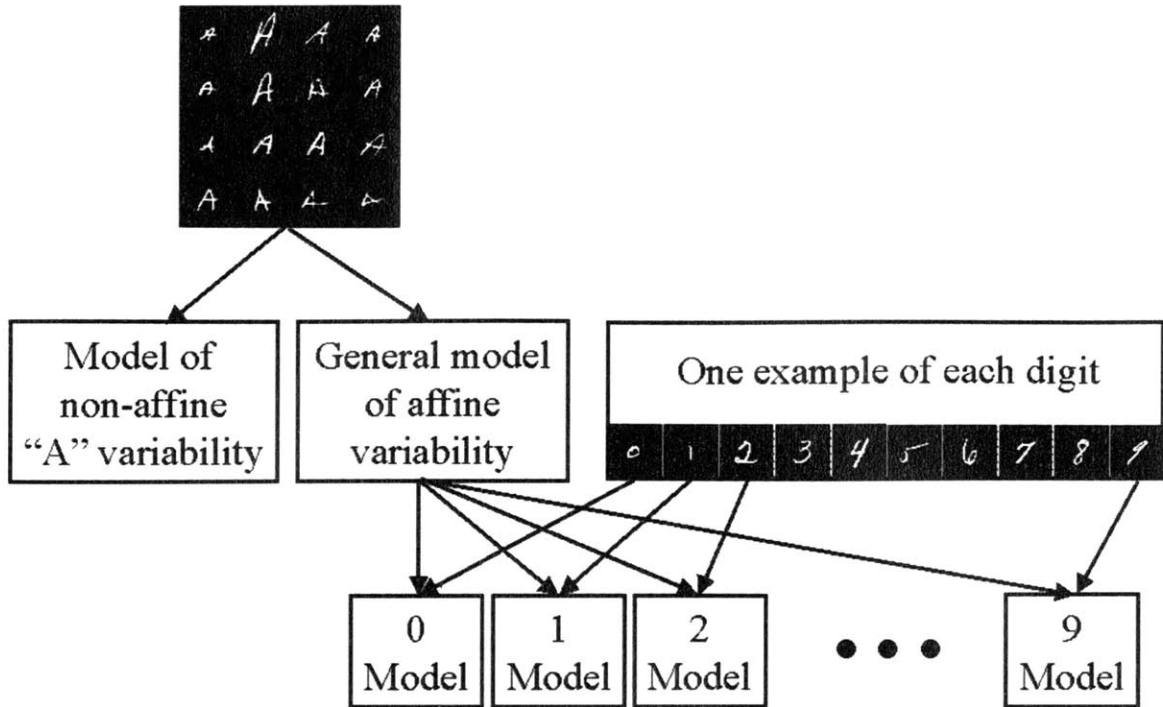 A A A A
A A A A
A A A A
A A A A
Model of
non-affine
“A” variability
General model
of affine
variability
One example of each digit
0 1 2 3 4 5 6 7 8 9
0
Model
1
Model
2
Model
9
Model